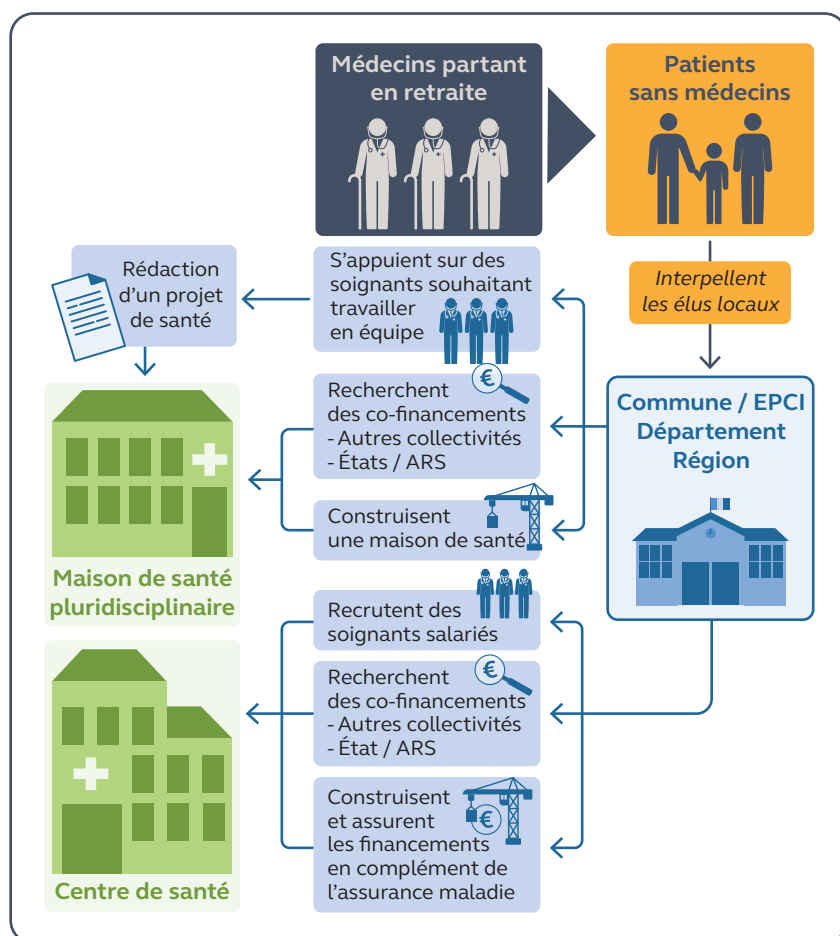 Médecins partant
en retraite
Patients
sans médecins
Interpellent
les élus locaux
Commune / EPCI
Département
Région
S'appuient sur des
soignants souhaitant
travailler
en équipe
Rédaction
d'un projet
de santé
€
Recherchent
des co-financements
- Autres collectivités
- États / ARS
Construisent
une maison de santé
Maison de santé
pluridisciplinaire
Recrutent des
soignants salariés
€
Recherchent
des co-financements
- Autres collectivités
- État / ARS
Construisent
et assurent
€
les financements
en complément de
l'assurance maladie
Centre de santé